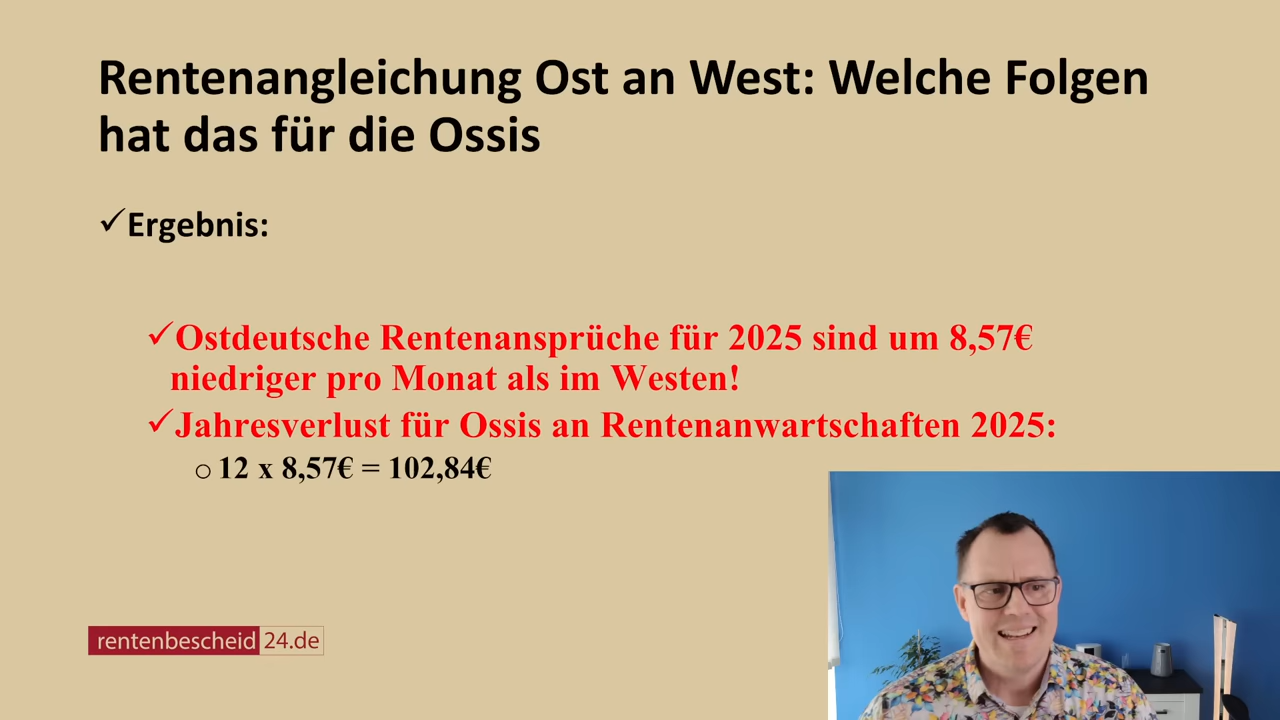 Rentenangleichung Ost an West: Welche Folgen
hat das für die Ossis
✓Ergebnis:
✓Ostdeutsche Rentenansprüche für 2025 sind um 8,57€
niedriger pro Monat als im Westen!
✓Jahresverlust für Ossis an Rentenanwartschaften 2025:
o 12 x 8,57€ = 102,84€
rentenbescheid 24.de